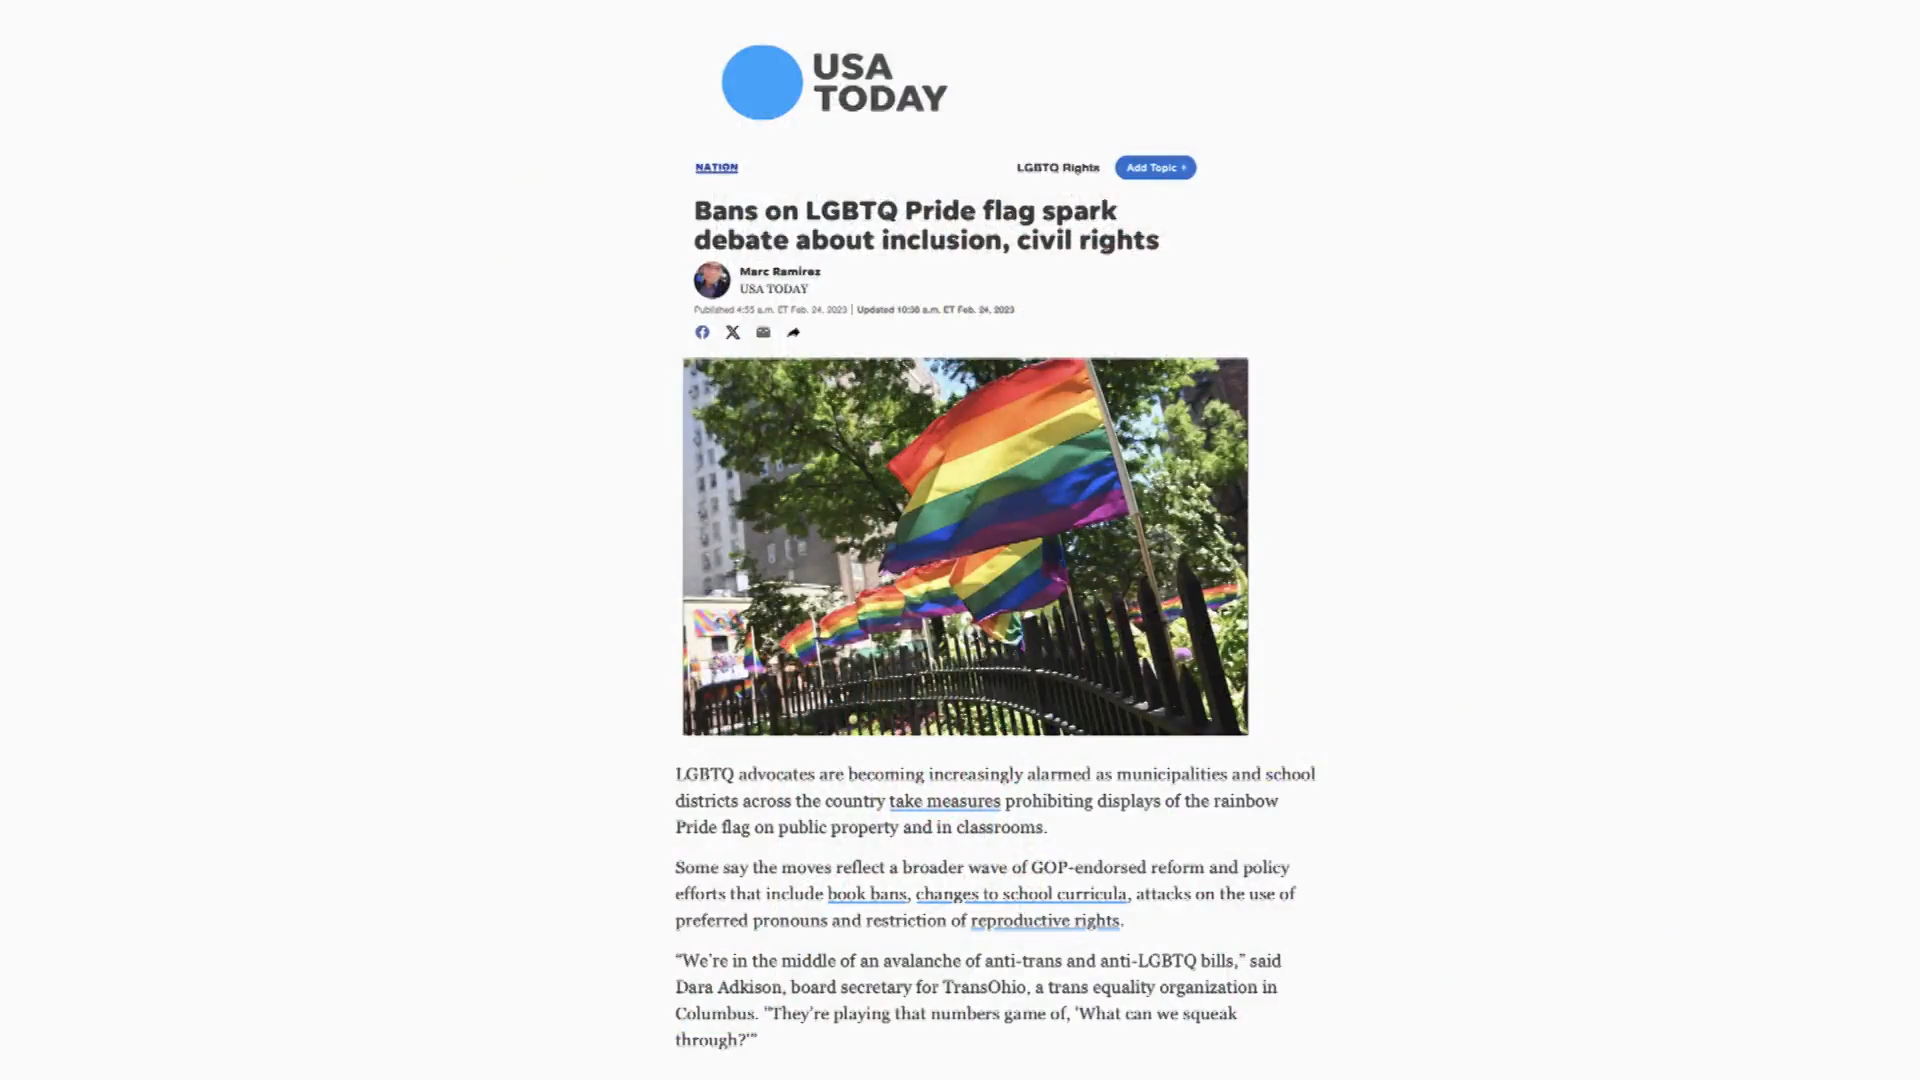 USA
TODAY
NATION
LGBTQ Rights
Add Topic +
Bans on LGBTQ Pride flag spark
debate about inclusion, civil rights
Marc Ramirez
USA TODAY
Published 4:55 a.m. ET Feb. 24, 2023 | Updated 10:36 a.m. ET Feb. 24, 2023
LGBTQ advocates are becoming increasingly alarmed as municipalities and school
districts across the country take measures prohibiting displays of the rainbow
Pride flag on public property and in classrooms.
Some say the moves reflect a broader wave of GOP-endorsed reform and policy
efforts that include book bans, changes to school curricula, attacks on the use of
preferred pronouns and restriction of reproductive rights.
“We’re in the middle of an avalanche of anti-trans and anti-LGBTQ bills,” said
Dara Adkison, board secretary for TransOhio, a trans equality organization in
Columbus. “They’re playing that numbers game of, ‘What can we squeak
through?’”